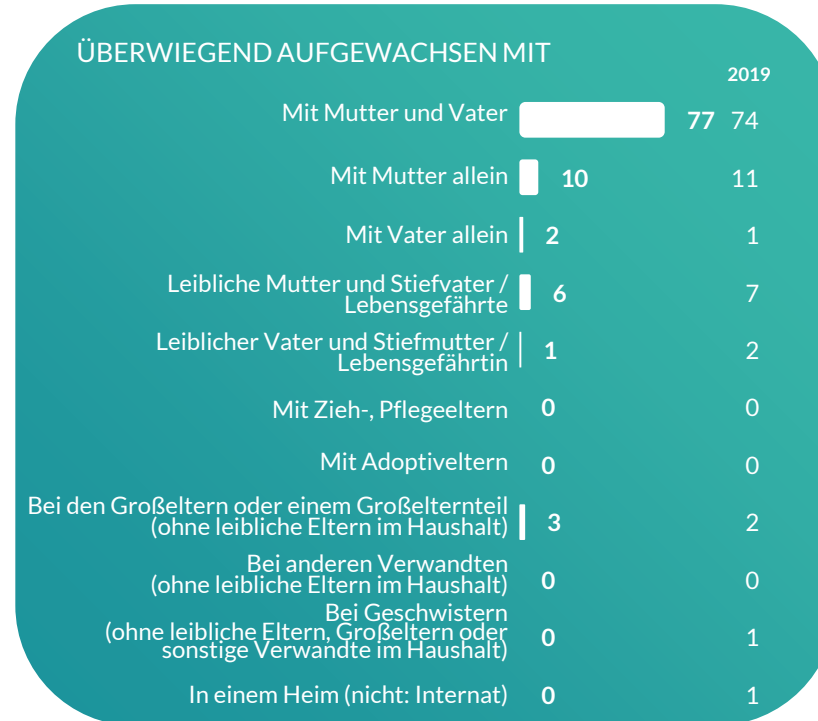 ÜBERWIEGEND AUFGEWACHSEN MIT
2019
Mit Mutter und Vater 77 74
Mit Mutter allein 10 11
Mit Vater allein 2 1
Leibliche Mutter und Stiefvater /
Lebensgefährte 6 7
Leiblicher Vater und Stiefmutter /
Lebensgefährtin 1 2
Mit Zieh-, Pflegeeltern 0 0
Mit Adoptiveltern 0 0
Bei den Großeltern oder einem Großelternteil
(ohne leibliche Eltern im Haushalt) 3 2
Bei anderen Verwandten
(ohne leibliche Eltern im Haushalt) 0 0
Bei Geschwistern
(ohne leibliche Eltern, Großeltern oder
sonstige Verwandte im Haushalt) 0 1
In einem Heim (nicht: Internat) 0 1